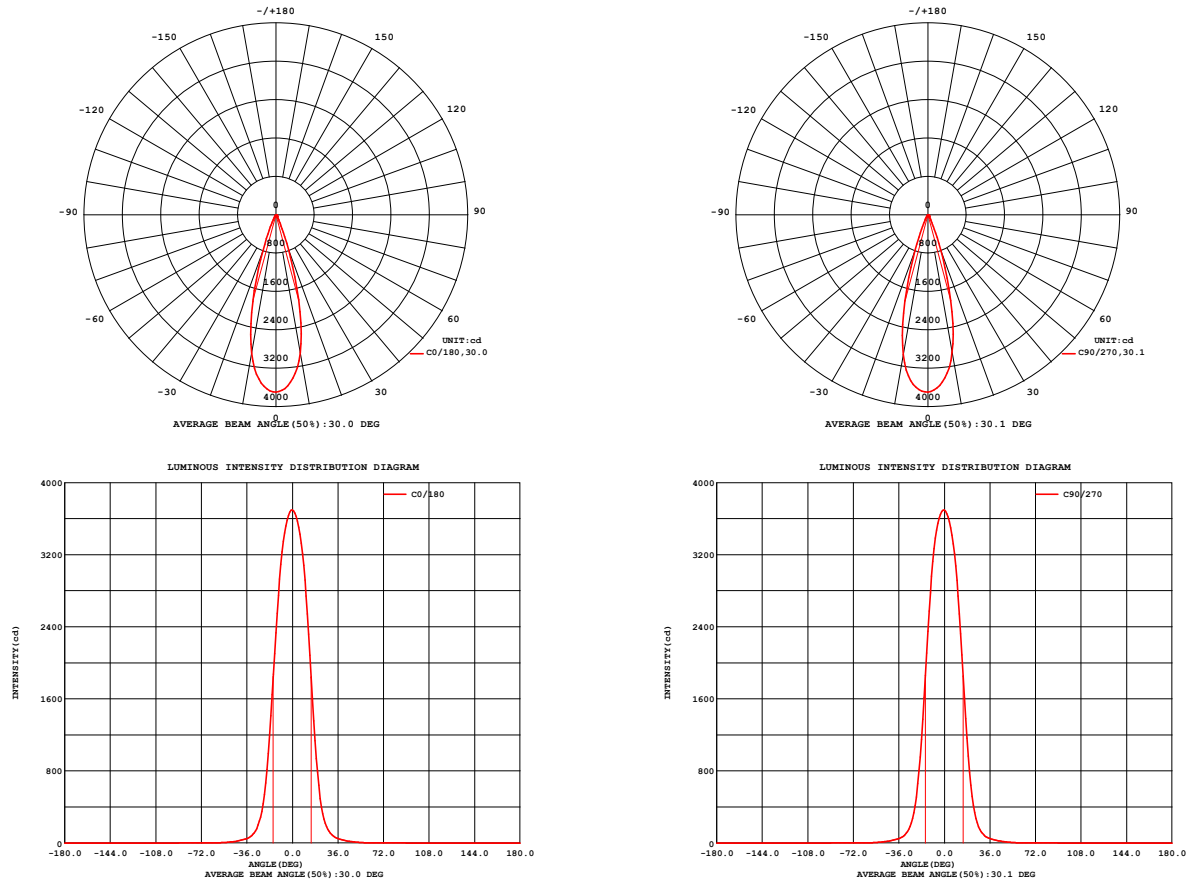 -/+180
-150
150
-120
120
-90
90
0
800
1600
2400
3200
4000
-60
60
-30
30
0
UNIT:cd
C0/180,30.0
AVERAGE BEAM ANGLE(50%):30.0 DEG
-/+180
-150
150
-120
120
-90
90
0
800
1600
2400
3200
4000
-60
60
-30
30
0
UNIT:cd
C90/270,30.1
AVERAGE BEAM ANGLE(50%):30.1 DEG
LUMINOUS INTENSITY DISTRIBUTION DIAGRAM
C0/180
INTENSITY(cd)
4000
3200
2400
1600
800
0
-180.0 -144.0 -108.0 -72.0 -36.0 0.0 36.0 72.0 108.0 144.0 180.0
ANGLE(DEG)
AVERAGE BEAM ANGLE(50%):30.0 DEG
LUMINOUS INTENSITY DISTRIBUTION DIAGRAM
C90/270
INTENSITY(cd)
4000
3200
2400
1600
800
0
-180.0 -144.0 -108.0 -72.0 -36.0 0.0 36.0 72.0 108.0 144.0 180.0
ANGLE(DEG)
AVERAGE BEAM ANGLE(50%):30.1 DEG